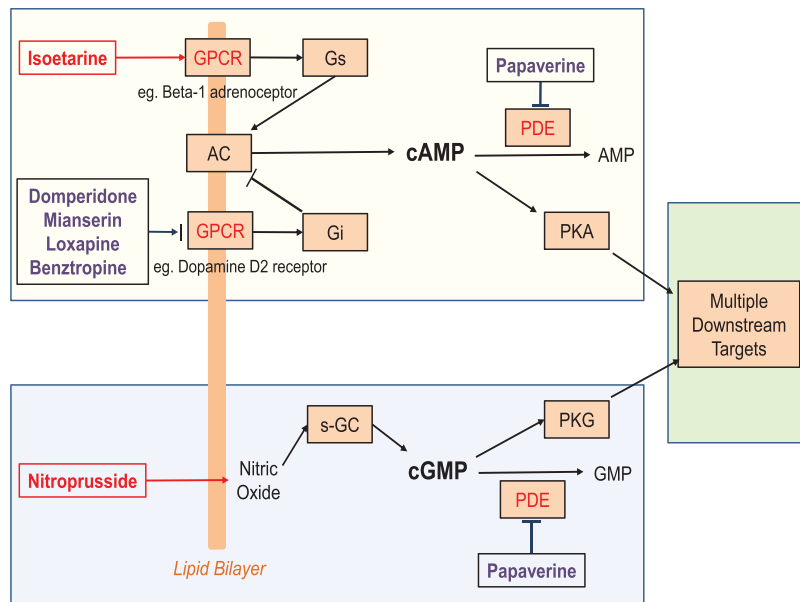 Isoetarine
GPCR
Gs
eg. Beta-1 adrenoceptor
Papaverine
PDE
AC
cAMP
AMP
Domperidone
Mianserin
Loxapine
Benztropine
GPCR
Gi
eg. Dopamine D2 receptor
PKA
Multiple
Downstream
Targets
s-GC
PKG
Nitroprusside
Nitric
Oxide
cGMP
GMP
PDE
Papaverine
Lipid Bilayer